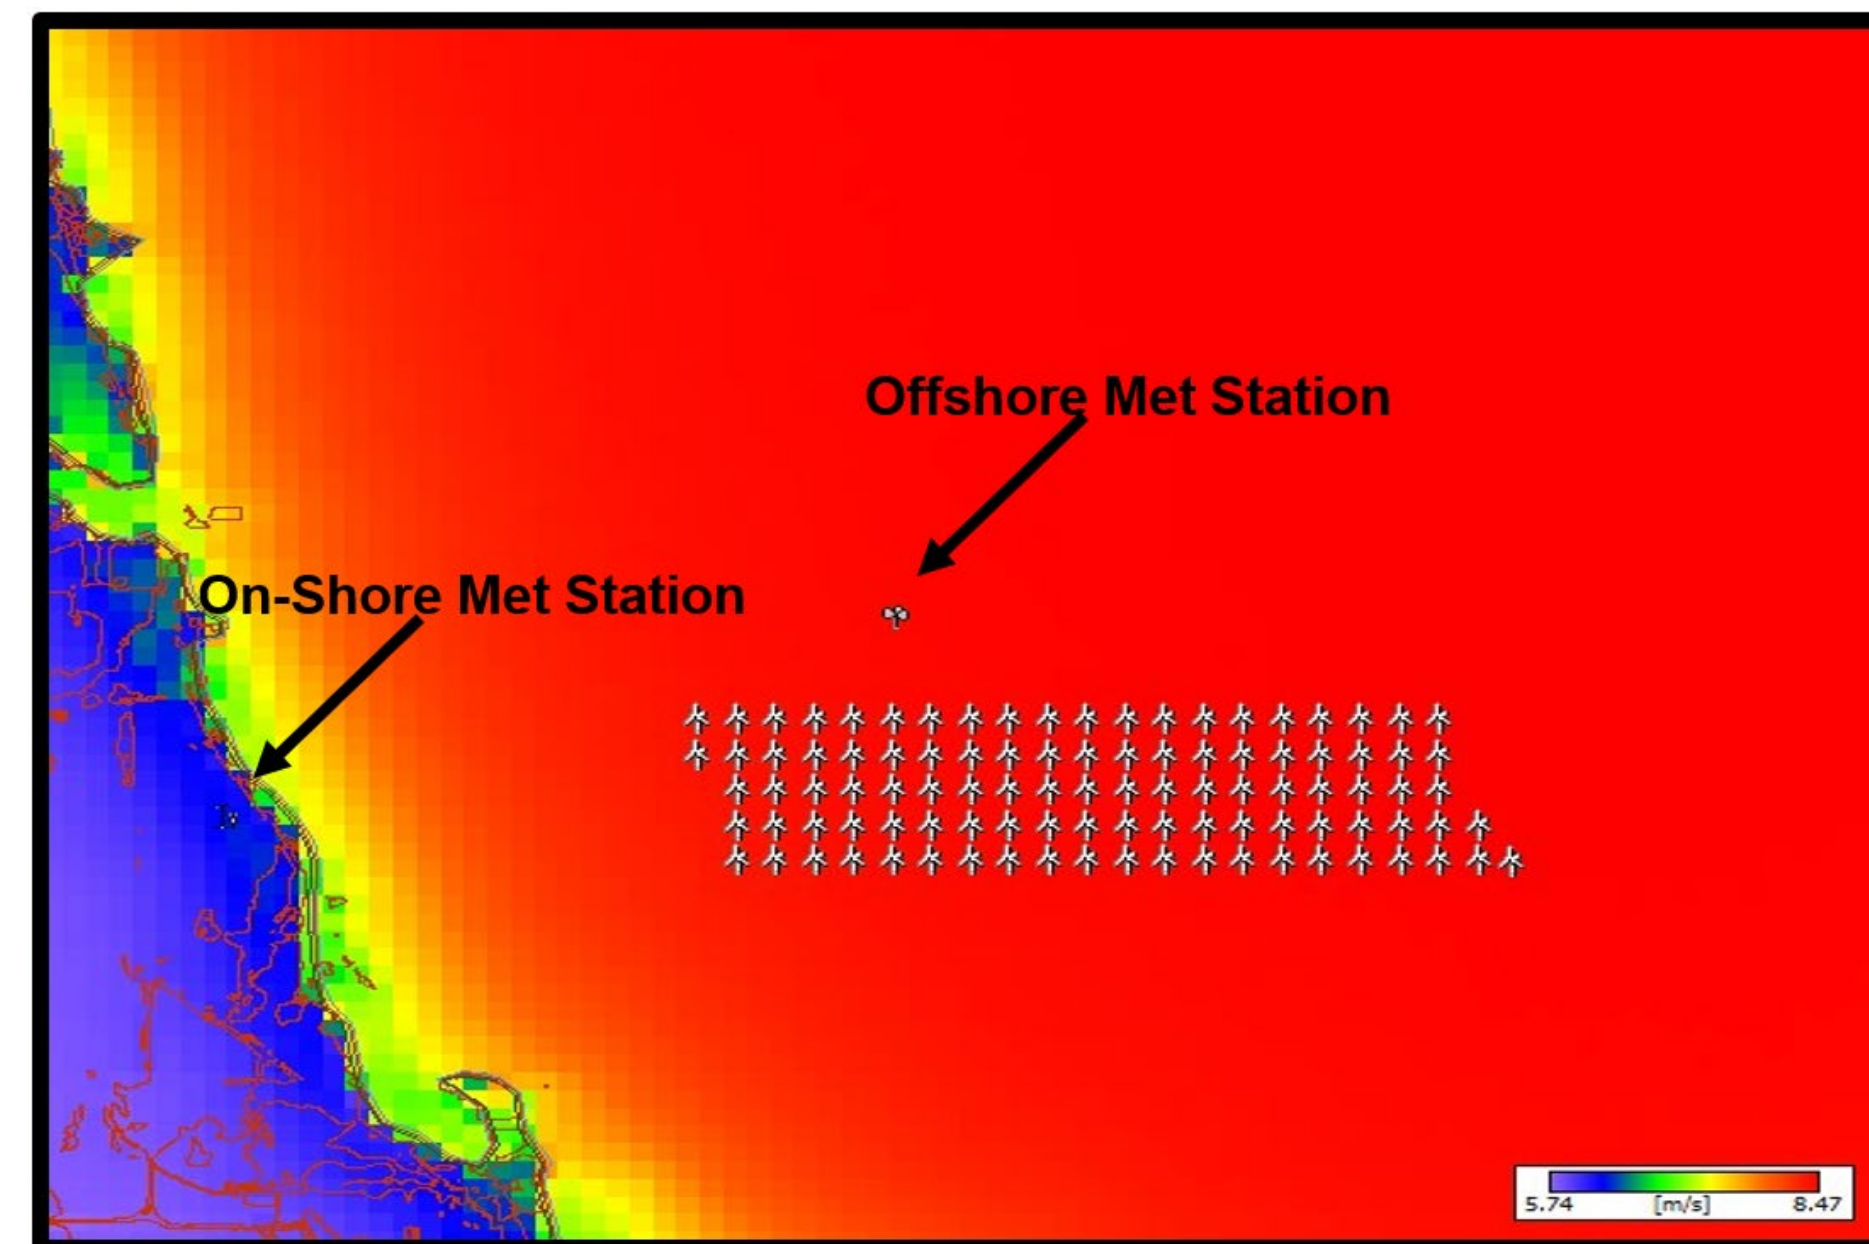 Offshore Met Station
On-Shore Met Station
5.74 [m/s] 8.47